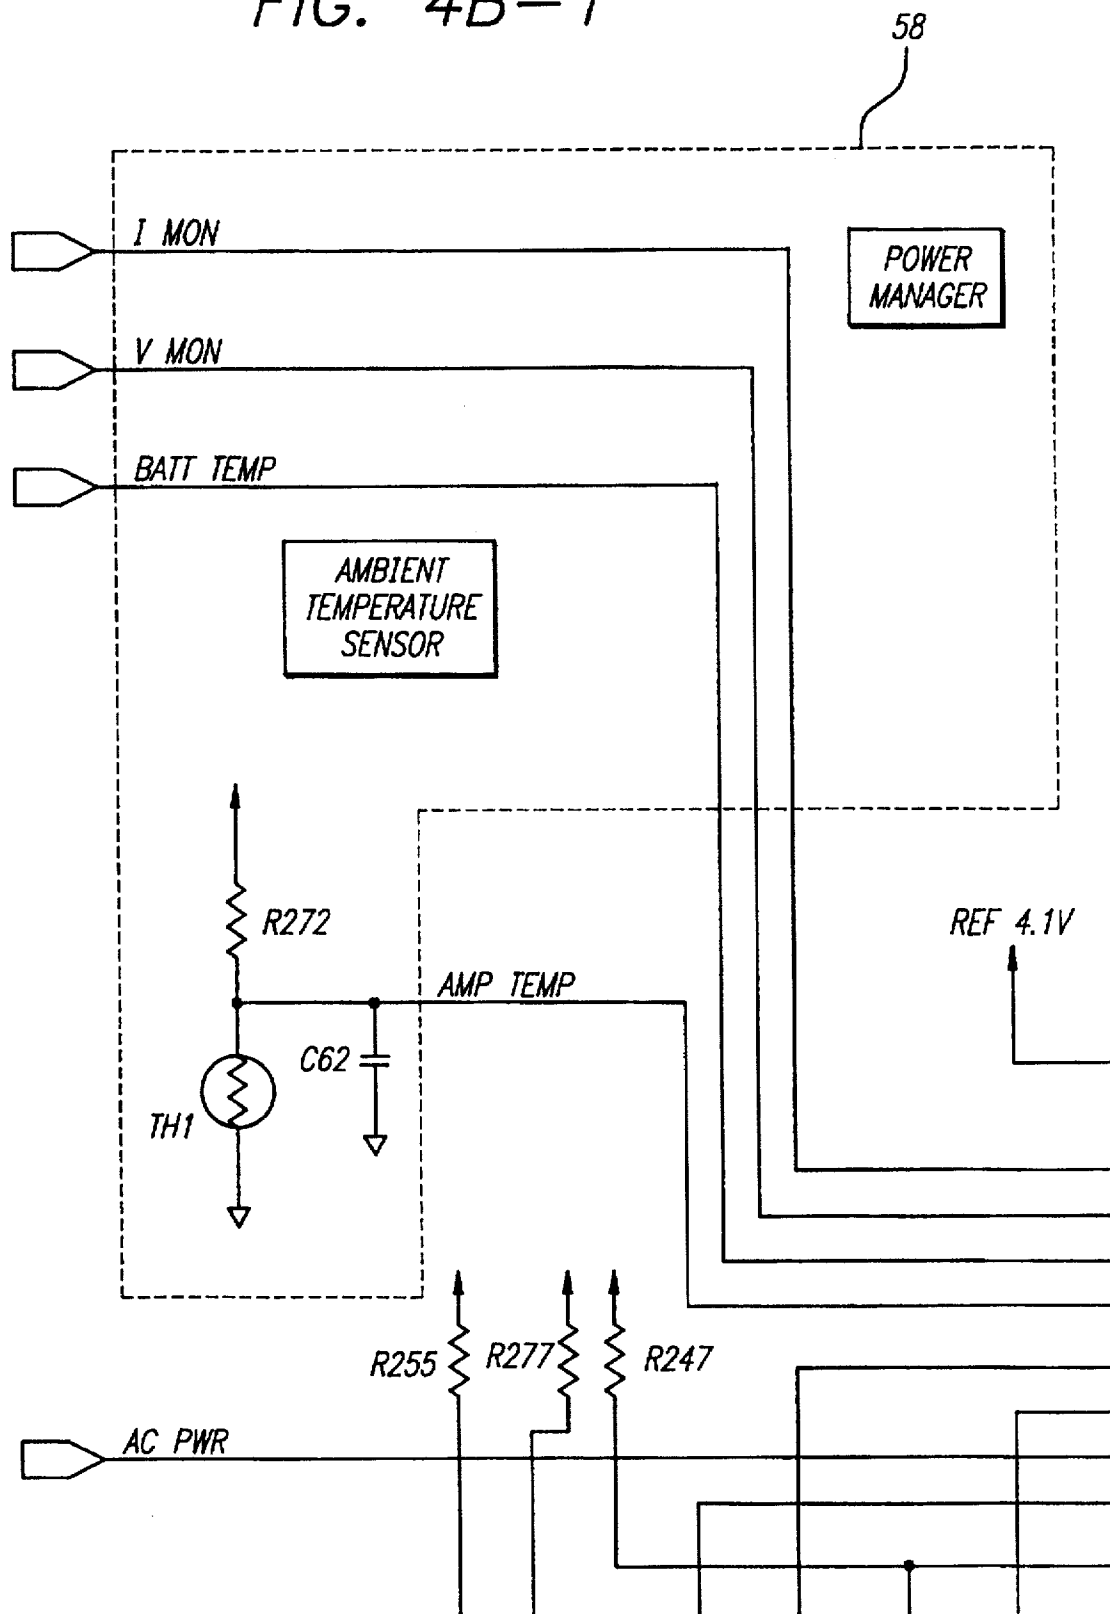 FIG. 4B-1
58
I MON
POWER
MANAGER
V MON
BATT TEMP
AMBIENT
TEMPERATURE
SENSOR
R272
REF 4.1V
AMP TEMP
C62
TH1
R255
R277
R247
AC PWR